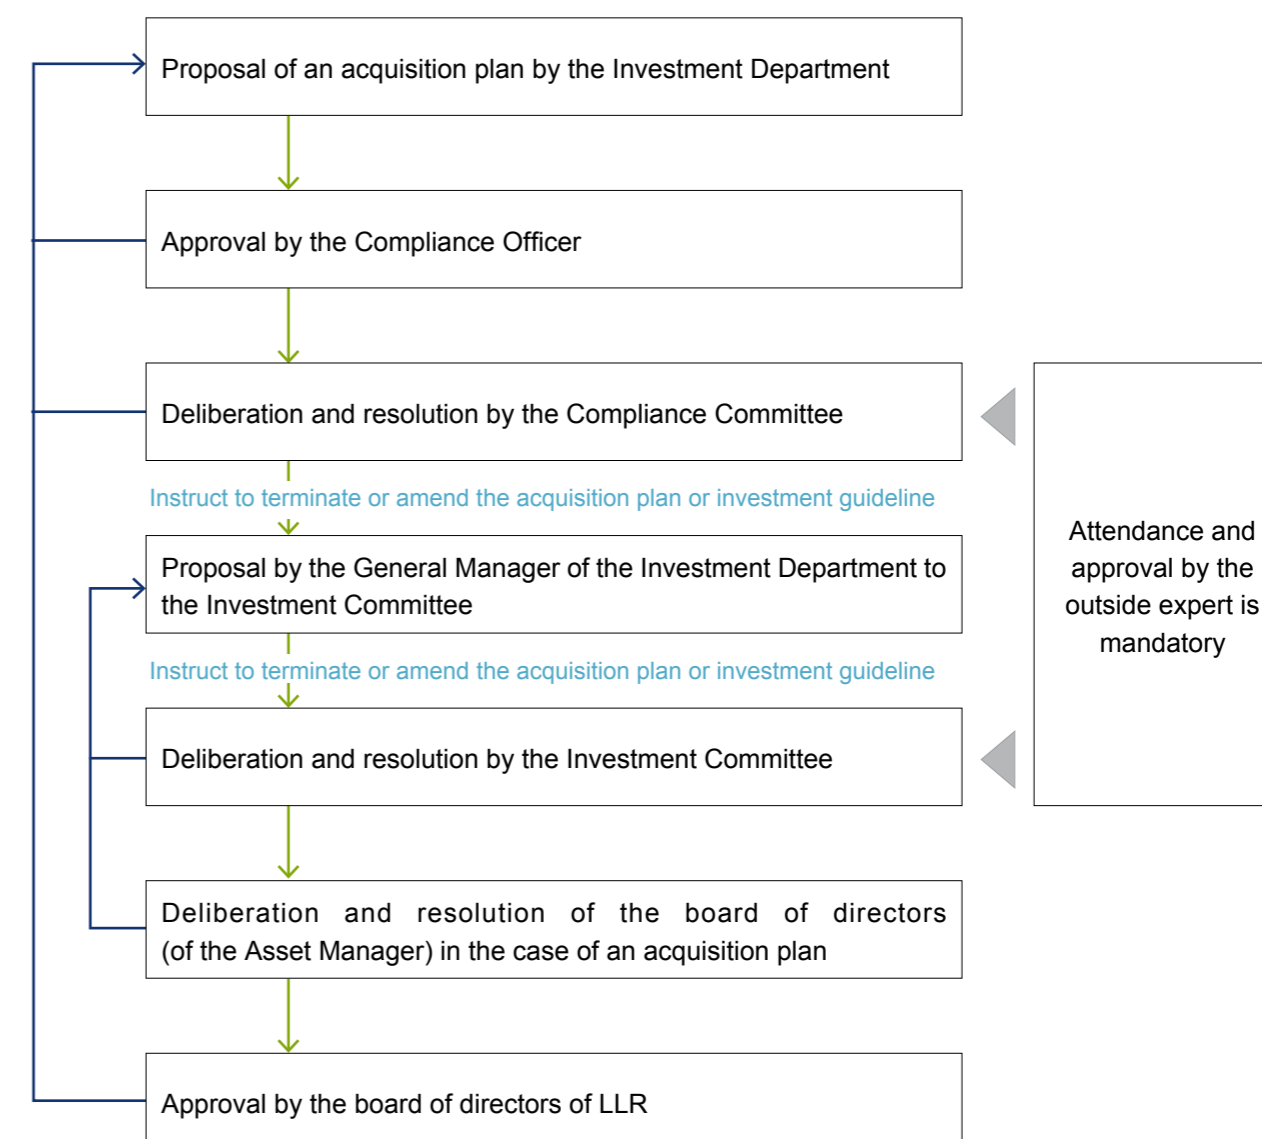 Proposal of an acquisition plan by the Investment Department
Approval by the Compliance Officer
Deliberation and resolution by the Compliance Committee
Instruct to terminate or amend the acquisition plan or investment guideline
Proposal by the General Manager of the Investment Department to
the Investment Committee
Instruct to terminate or amend the acquisition plan or investment guideline
Deliberation and resolution by the Investment Committee
Deliberation and resolution of the board of directors
(of the Asset Manager) in the case of an acquisition plan
Approval by the board of directors of LLR
Attendance and
approval by the
outside expert is
mandatory